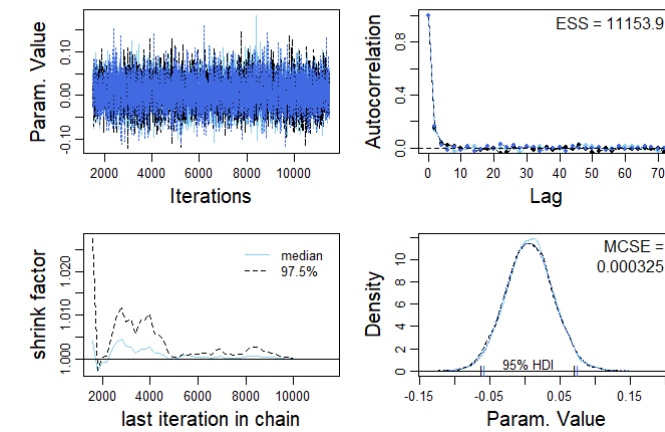 Param. Value
-0.10 0.00 0.10
2000 4000 6000 8000 10000
Iterations
ESS = 11153.9
Autocorrelation
0.0 0.4 0.8
0 10 20 30 40 50 60 70
Lag
shrink factor
1.000 1.010 1.020
median
97.5%
2000 4000 6000 8000 10000
last iteration in chain
MCSE =
0.000325
Density
0 2 4 6 8 10
95% HDI
-0.15 -0.05 0.05 0.15
Param. Value